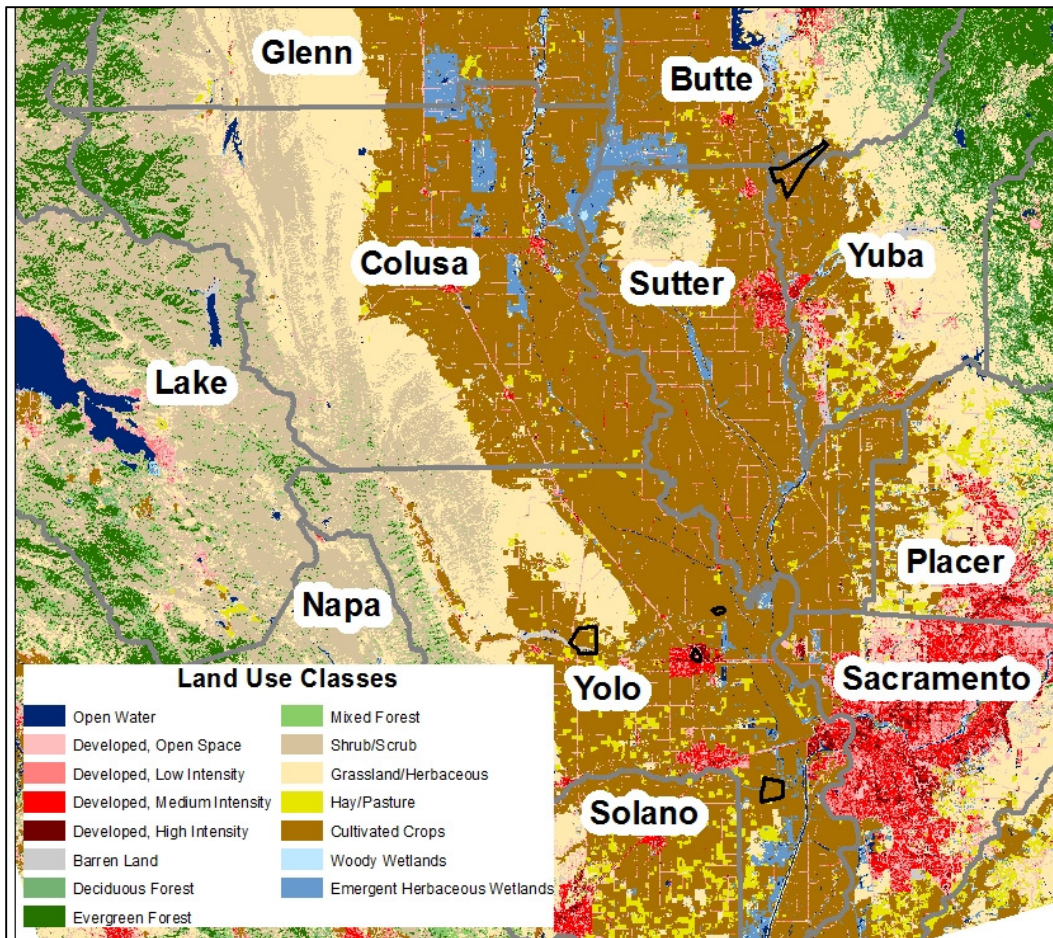 Glenn
Butte
Colusa
Sutter
Yuba
Lake
Placer
Napa
Yolo
Sacramento
Solano
Land Use Classes
Open Water
Developed, Open Space
Developed, Low Intensity
Developed, Medium Intensity
Developed, High Intensity
Barren Land
Deciduous Forest
Evergreen Forest
Mixed Forest
Shrub/Scrub
Grassland/Herbaceous
Hay/Pasture
Cultivated Crops
Woody Wetlands
Emergent Herbaceous Wetlands